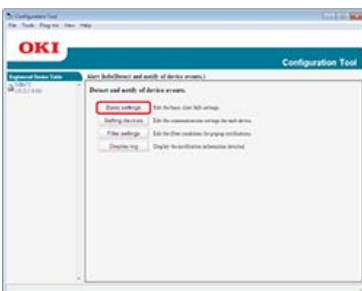 Configuration Tool
File Tools Plug-ins View Help
OKI
Configuration Tool
Registered Device Table
Alert Info(Detect and notify of device events.)
Detect and notify of device events.
Basic settings
Edit the basic alert info settings.
Setting devices
Edit the communications settings for each device.
Filter settings
Edit the filter conditions for popup notifications.
Display log
Display the notification information detected.